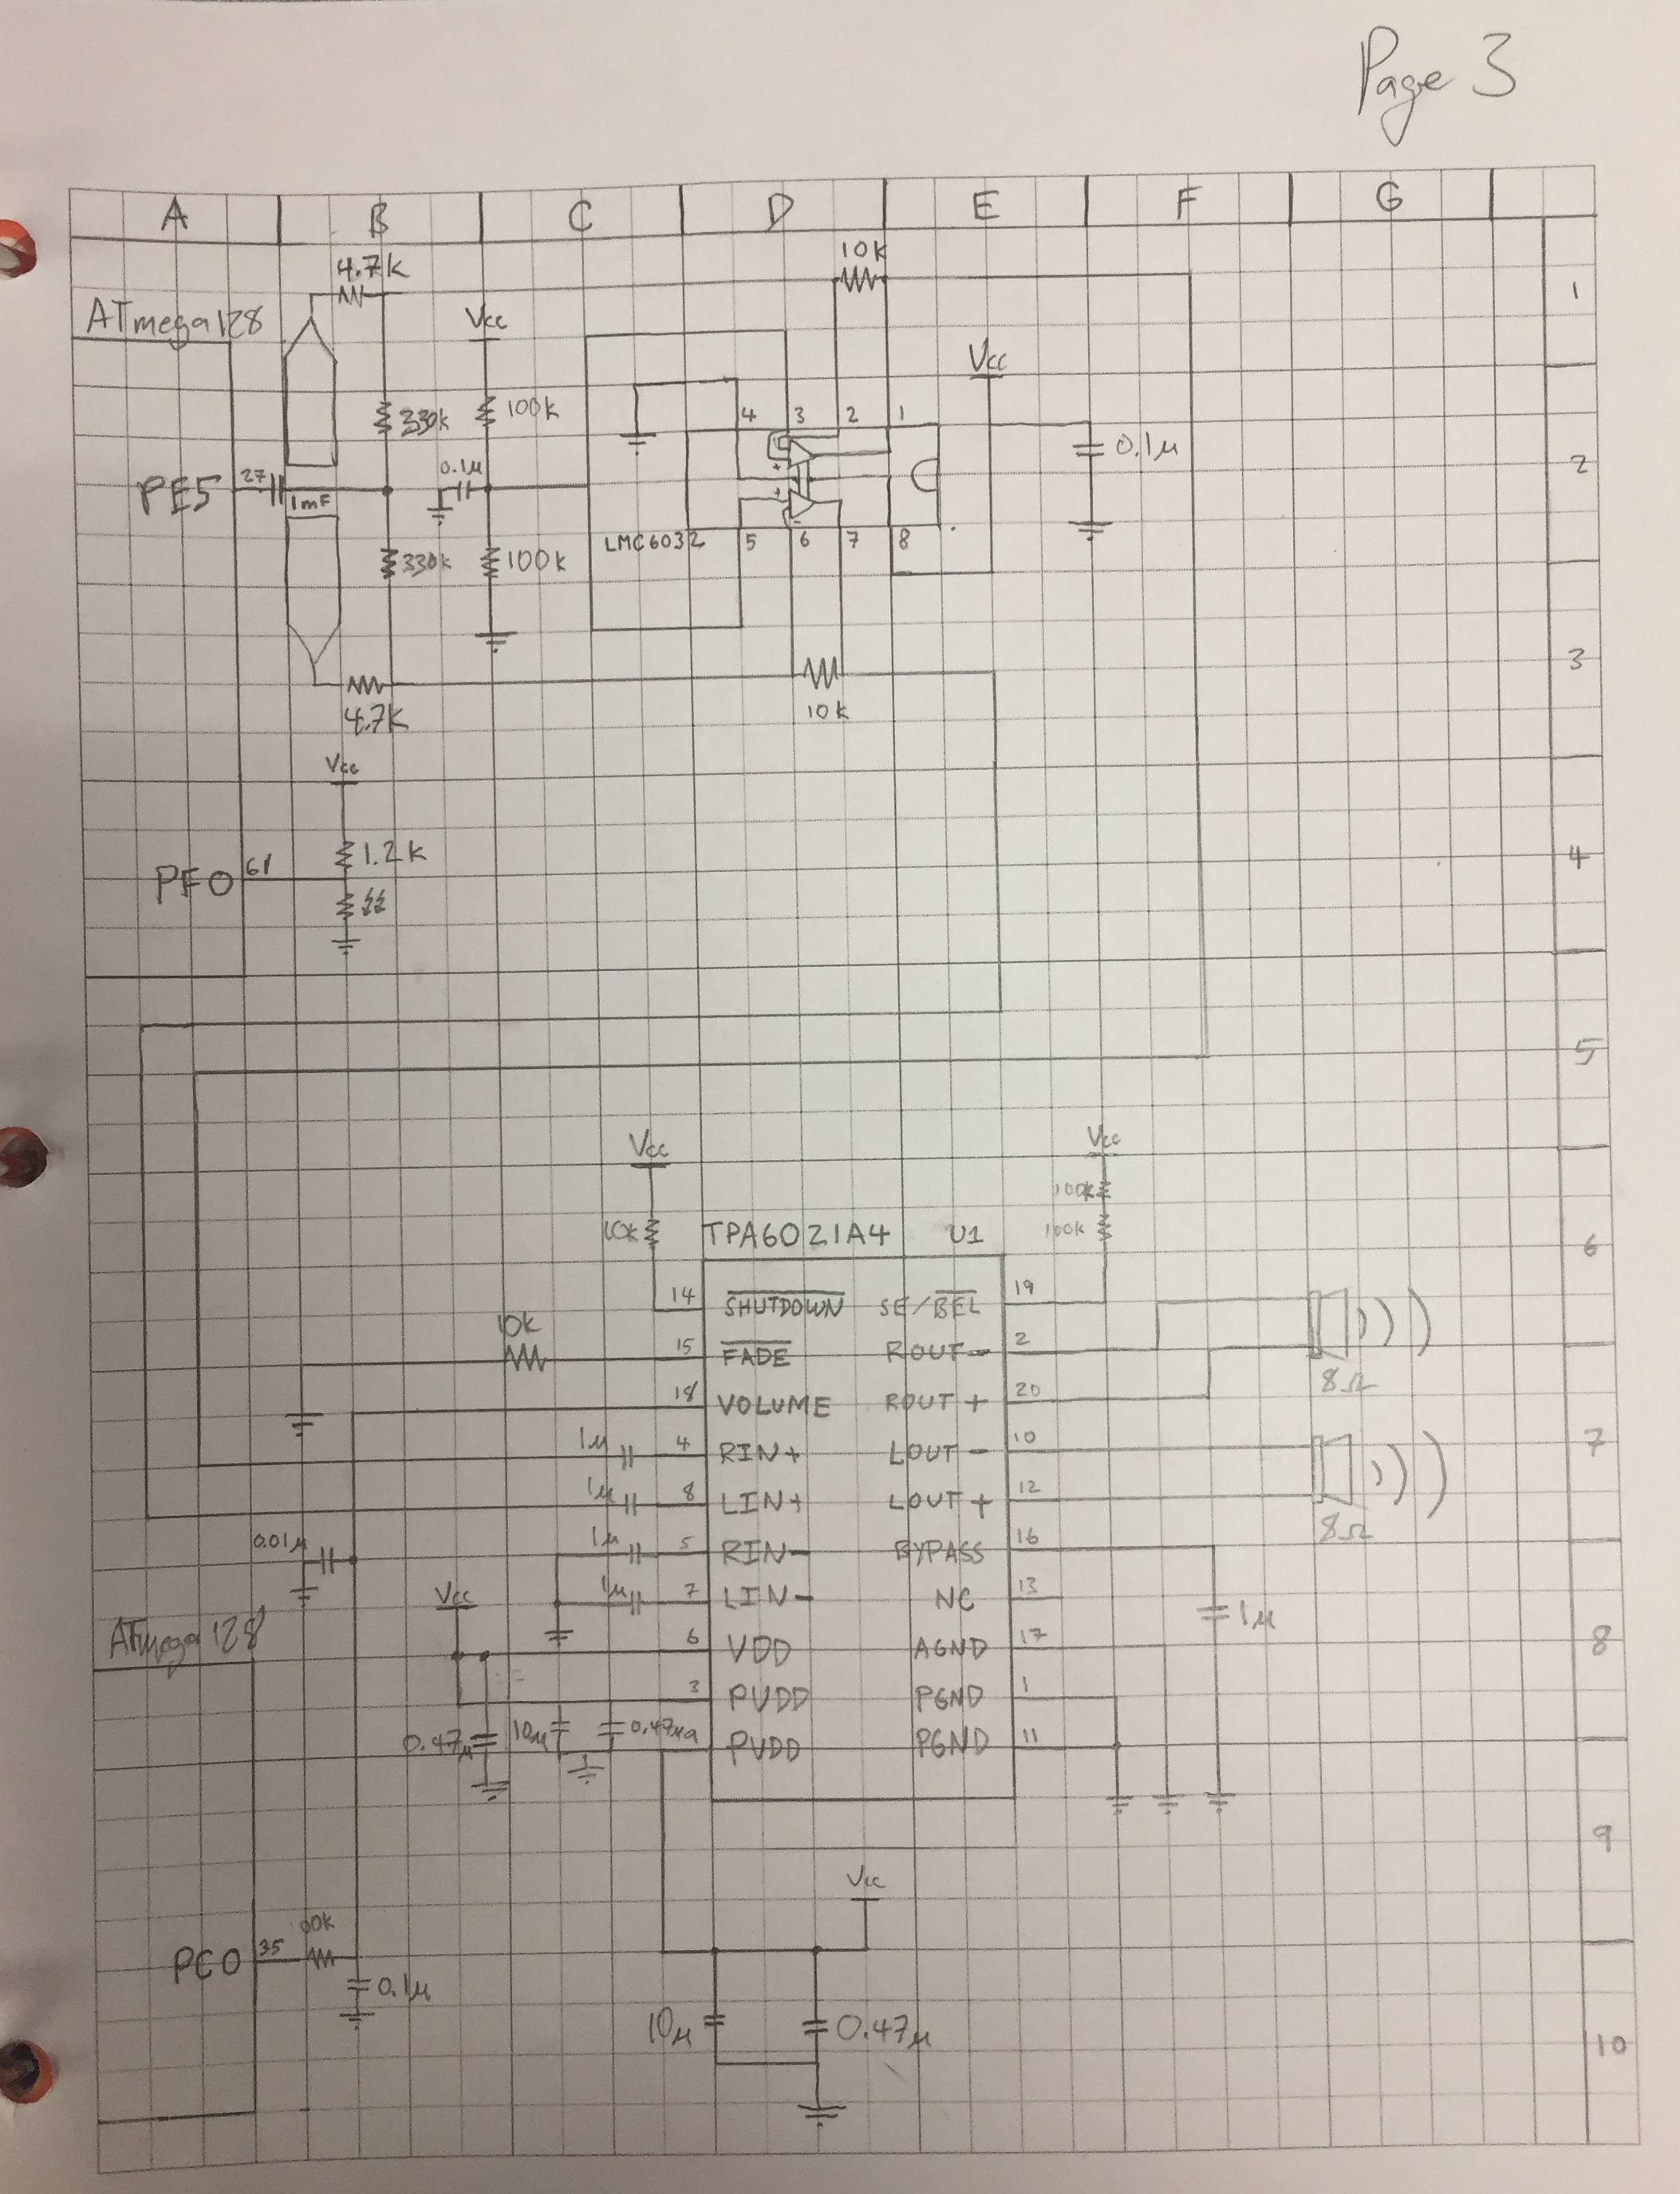 Page 3
A B C D E F G
1
2
3
4
5
6
7
8
9
10
10k
4.7k
ATmega128
Vcc
Vcc
4 3 2 1
330k 100k
0.1μ
0.1μ
PE5 27
1mF
LMC6032 5 6 7 8
330k 100k
4.7k
10k
Vcc
1.2k
PF0 61
Vcc
Vcc
100k
100k
10k
TPA6021A4 U1
14 SHUTDOWN SE/BEL 19
10k
15 FADE ROUT- 2
8Ω
18 VOLUME ROUT+ 20
1μ 4 RIN+ LOUT- 10
1μ 8 LIN+ LOUT+ 12
8Ω
0.01μ
1μ 5 RIN- BYPASS 16
1μ 7 LIN- NC 13
Vcc
1μ
ATmega128
6 VDD AGND 17
3 PVDD PGND 1
0.47μ 10μ 0.47μ 9 PVDD PGND 11
Vcc
PC0 35
0.1μ
10μ 0.47μ